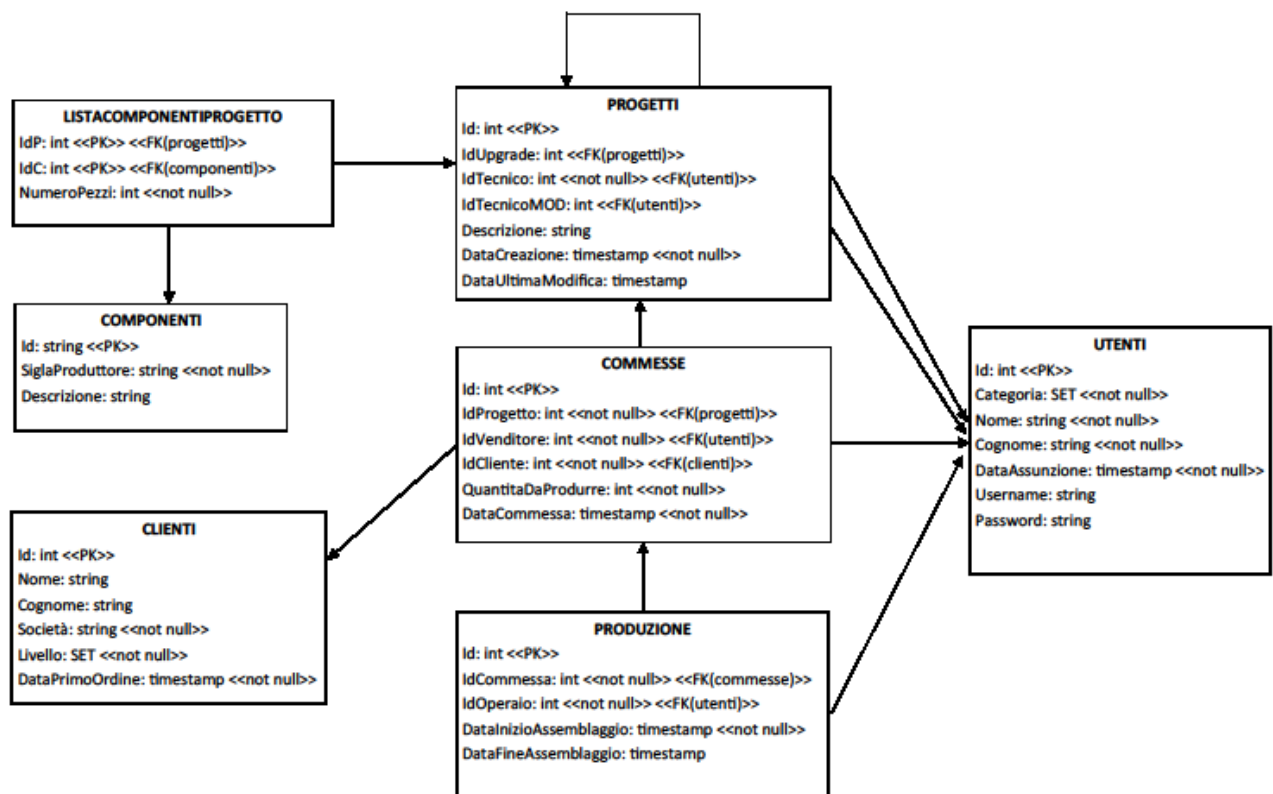 LISTACOMPONENTIPROGETTO
IdP: int <<PK>> <<FK(progetti)>>
IdC: int <<PK>> <<FK(componenti)>>
NumeroPezzi: int <<not null>>
PROGETTI
Id: int <<PK>>
IdUpgrade: int <<FK(progetti)>>
IdTecnico: int <<not null>> <<FK(utenti)>>
IdTecnicoMOD: int <<FK(utenti)>>
Descrizione: string
DataCreazione: timestamp <<not null>>
DataUltimaModifica: timestamp
COMPONENTI
Id: string <<PK>>
SiglaProduttore: string <<not null>>
Descrizione: string
COMMESSE
Id: int <<PK>>
IdProgetto: int <<not null>> <<FK(progetti)>>
IdVenditore: int <<not null>> <<FK(utenti)>>
IdCliente: int <<not null>> <<FK(clienti)>>
QuantitaDaProdurre: int <<not null>>
DataCommessa: timestamp <<not null>>
UTENTI
Id: int <<PK>>
Categoria: SET <<not null>>
Nome: string <<not null>>
Cognome: string <<not null>>
DataAssunzione: timestamp <<not null>>
Username: string
Password: string
CLIENTI
Id: int <<PK>>
Nome: string
Cognome: string
Società: string <<not null>>
Livello: SET <<not null>>
DataPrimoOrdine: timestamp <<not null>>
PRODUZIONE
Id: int <<PK>>
IdCommessa: int <<not null>> <<FK(commesse)>>
IdOperaio: int <<not null>> <<FK(utenti)>>
DataInizioAssemblaggio: timestamp <<not null>>
DataFineAssemblaggio: timestamp